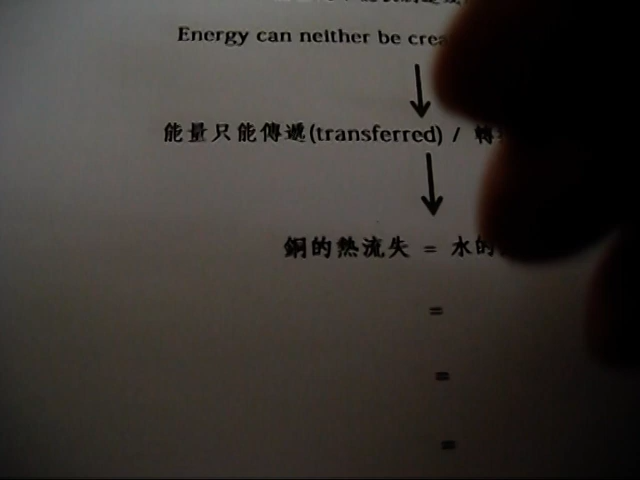 Energy can neither be crea
能量只能傳遞(transferred) / 轉
銅的熱流失 = 水的
=
=
=